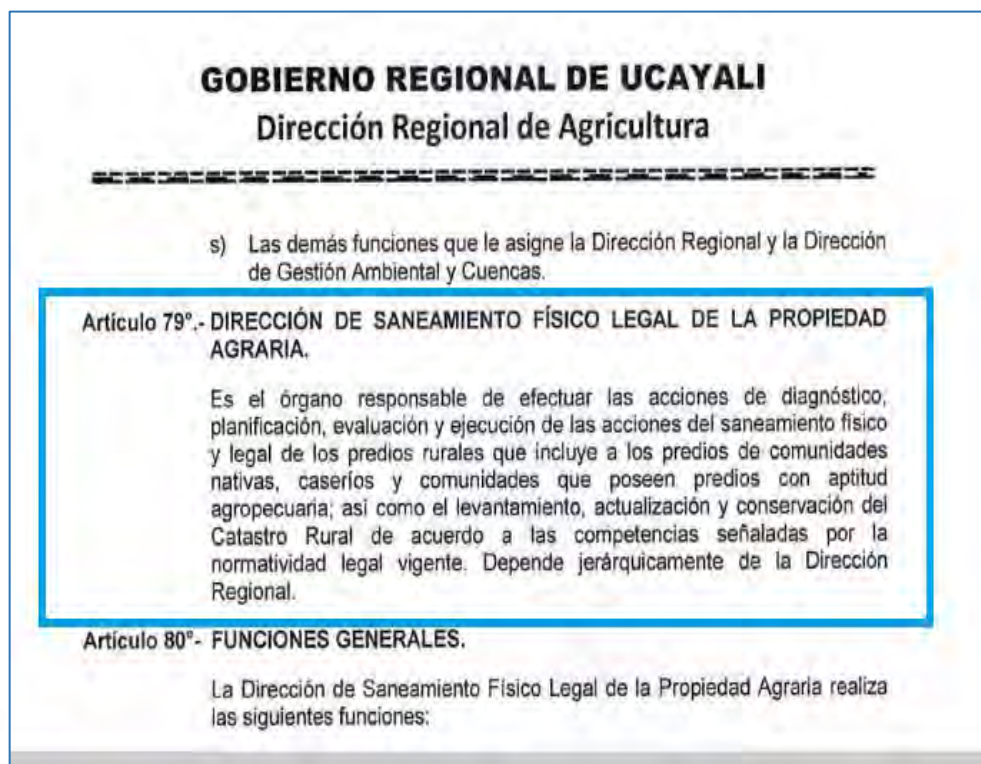 GOBIERNO REGIONAL DE UCAYALI
Dirección Regional de Agricultura
s) Las demás funciones que le asigne la Dirección Regional y la Dirección
de Gestión Ambiental y Cuencas.
Artículo 79°.- DIRECCIÓN DE SANEAMIENTO FÍSICO LEGAL DE LA PROPIEDAD
AGRARIA.
Es el órgano responsable de efectuar las acciones de diagnóstico,
planificación, evaluación y ejecución de las acciones del saneamiento físico
y legal de los predios rurales que incluye a los predios de comunidades
nativas, caseríos y comunidades que poseen predios con aptitud
agropecuaria; así como el levantamiento, actualización y conservación del
Catastro Rural de acuerdo a las competencias señaladas por la
normatividad legal vigente. Depende jerárquicamente de la Dirección
Regional.
Artículo 80°- FUNCIONES GENERALES.
La Dirección de Saneamiento Físico Legal de la Propiedad Agraria realiza
las siguientes funciones: